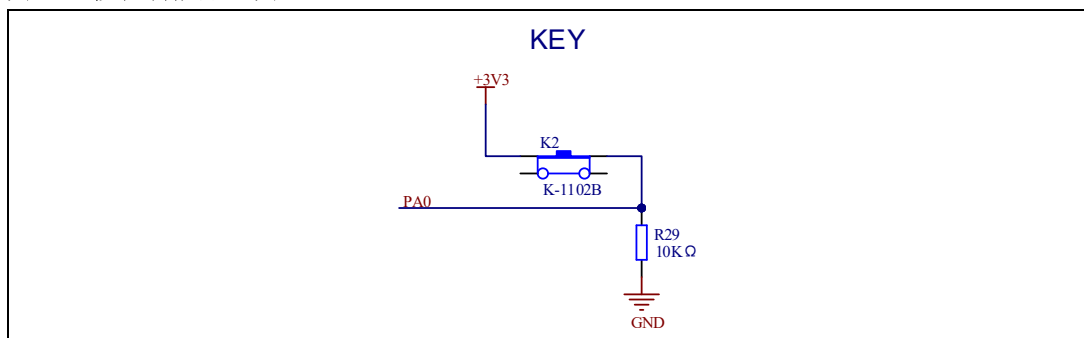 KEY
+3V3
K2
K-1102B
PA0
R29
10KΩ
GND